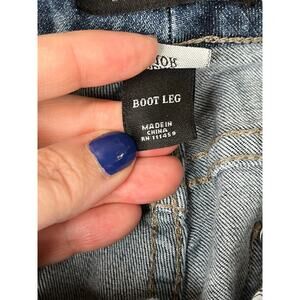 BOOT LEG
MADE IN
CHINA
RN:111459